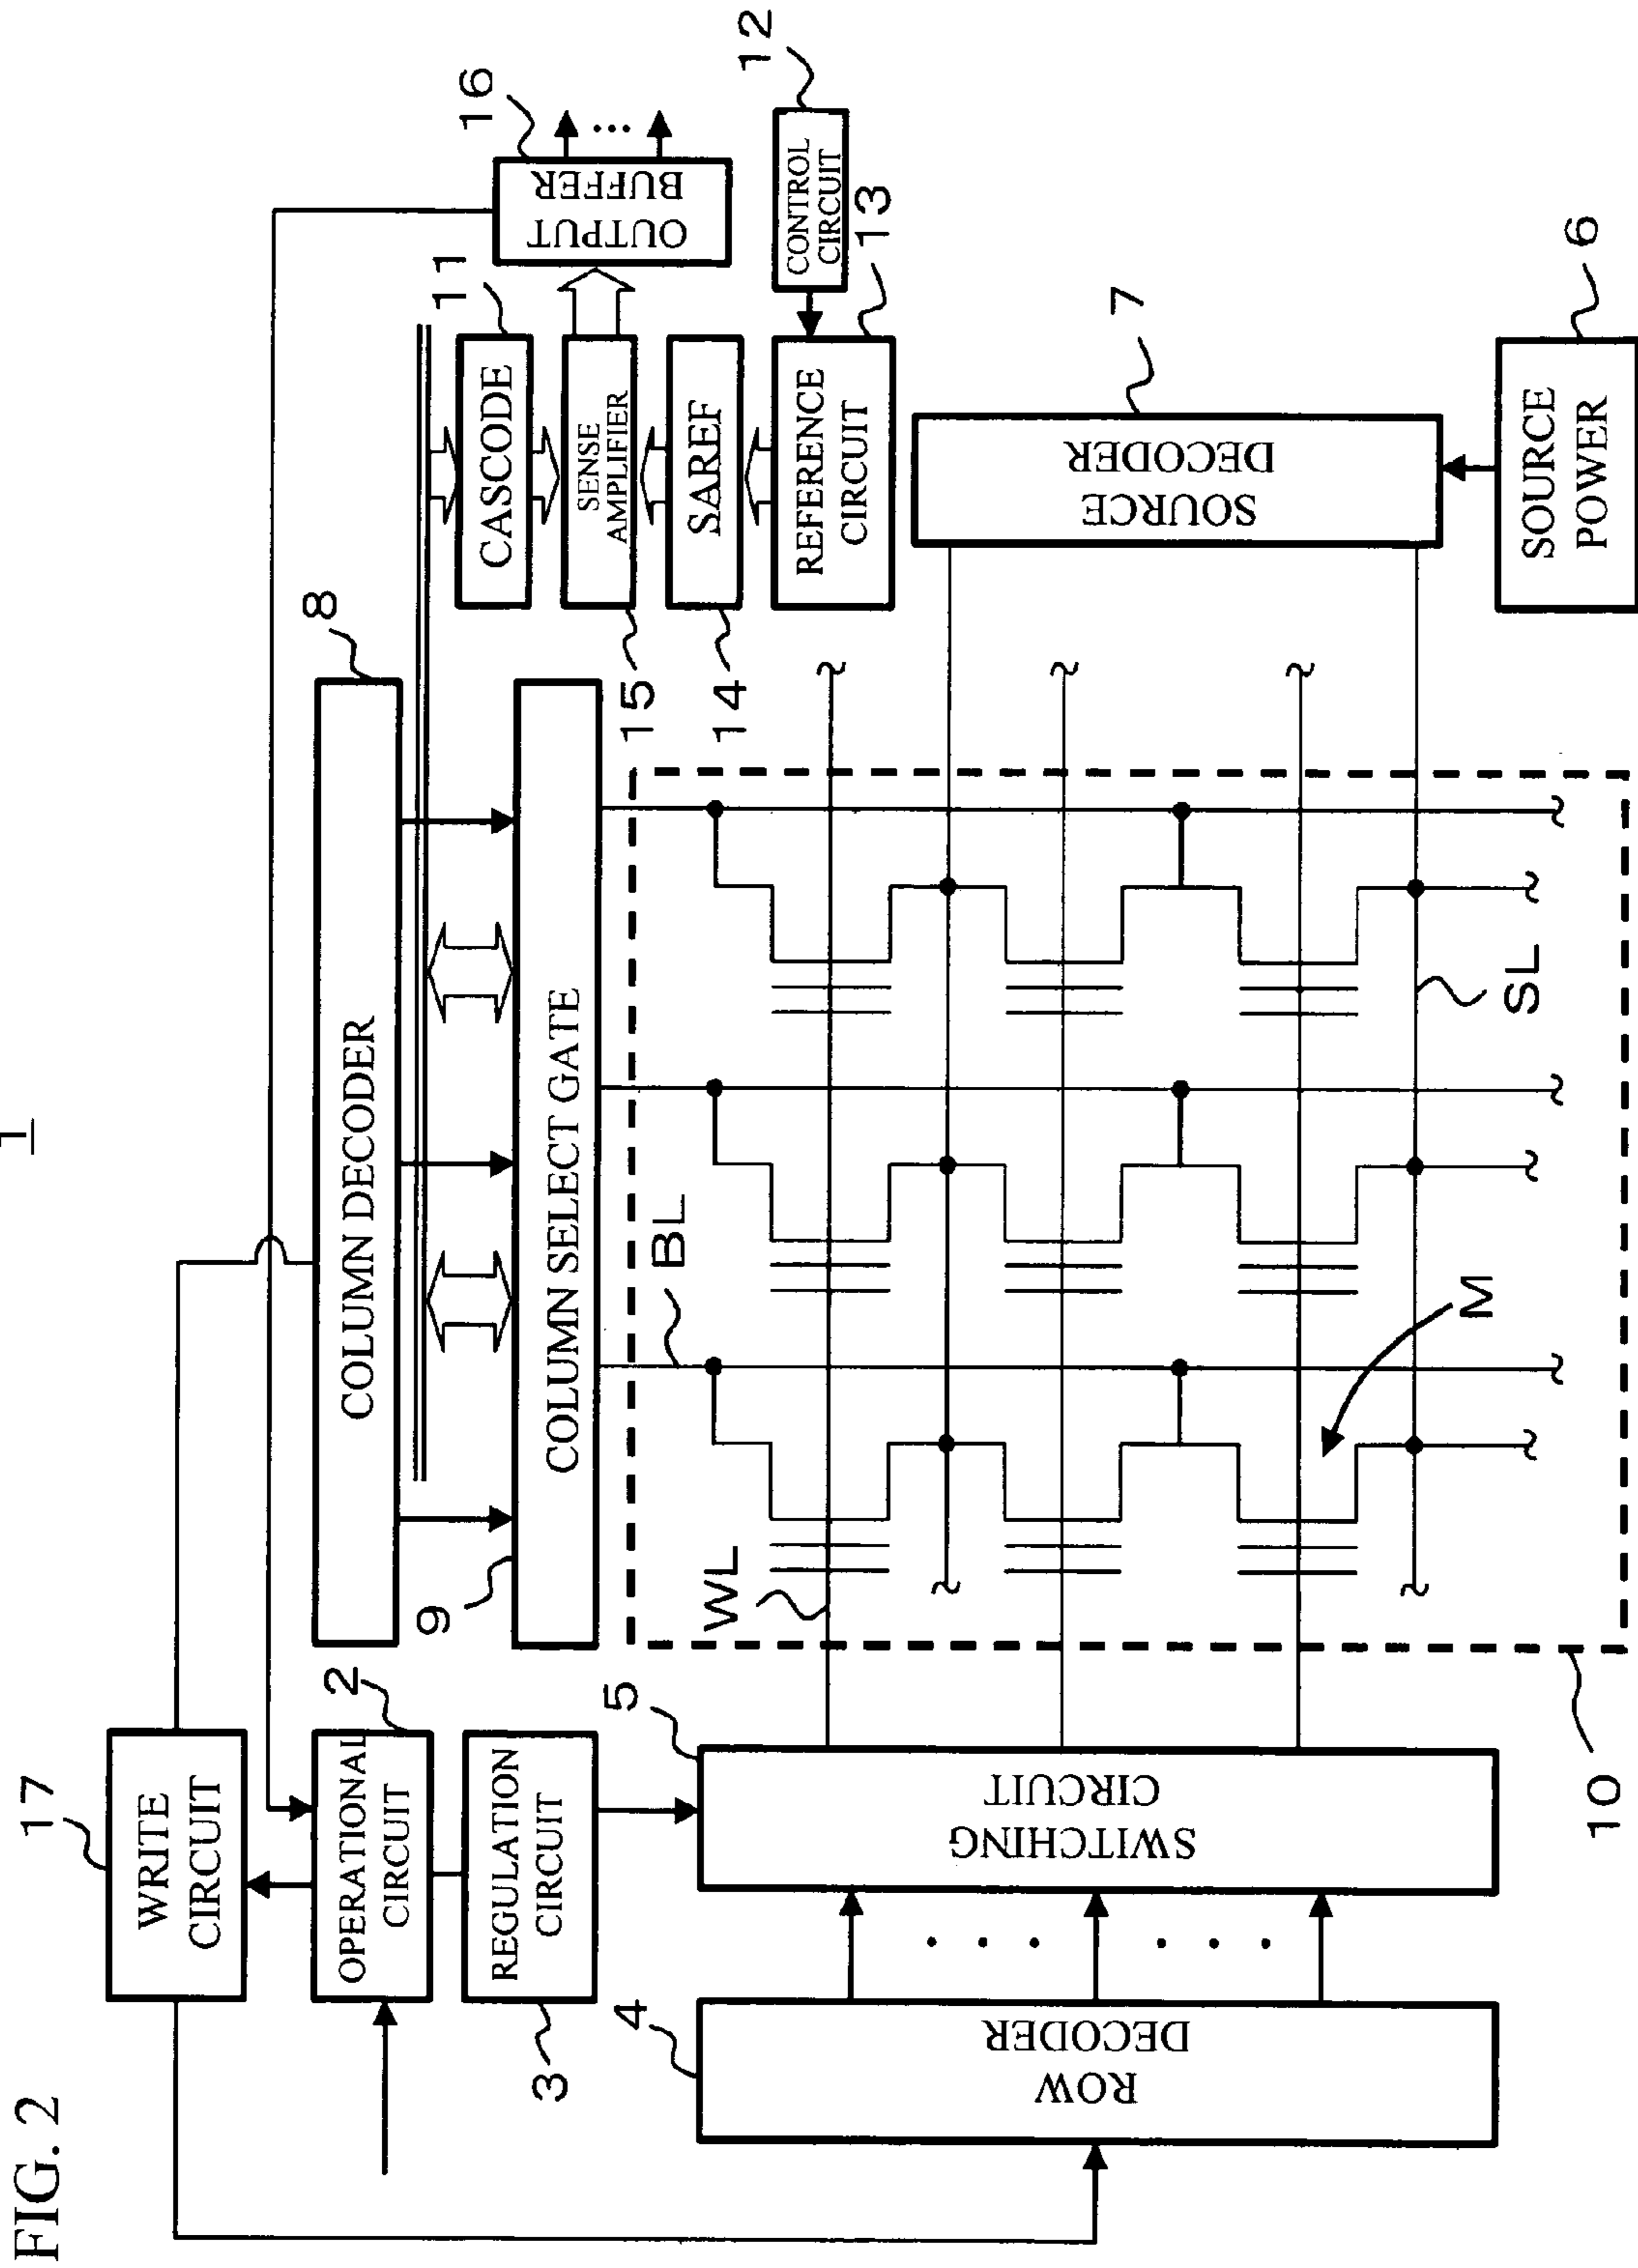 FIG. 2
1
17
WRITE
CIRCUIT
2
OPERATIONAL
CIRCUIT
3
REGULATION
CIRCUIT
4
ROW
DECODER
5
SWITCHING
CIRCUIT
8
COLUMN DECODER
9
COLUMN SELECT GATE
WL
BL
M
SL
10
11
CASCODE
15
SENSE
AMPLIFIER
14
SAREF
13
REFERENCE
CIRCUIT
12
CONTROL
CIRCUIT
16
OUTPUT
BUFFER
7
SOURCE
DECODER
6
SOURCE
POWER